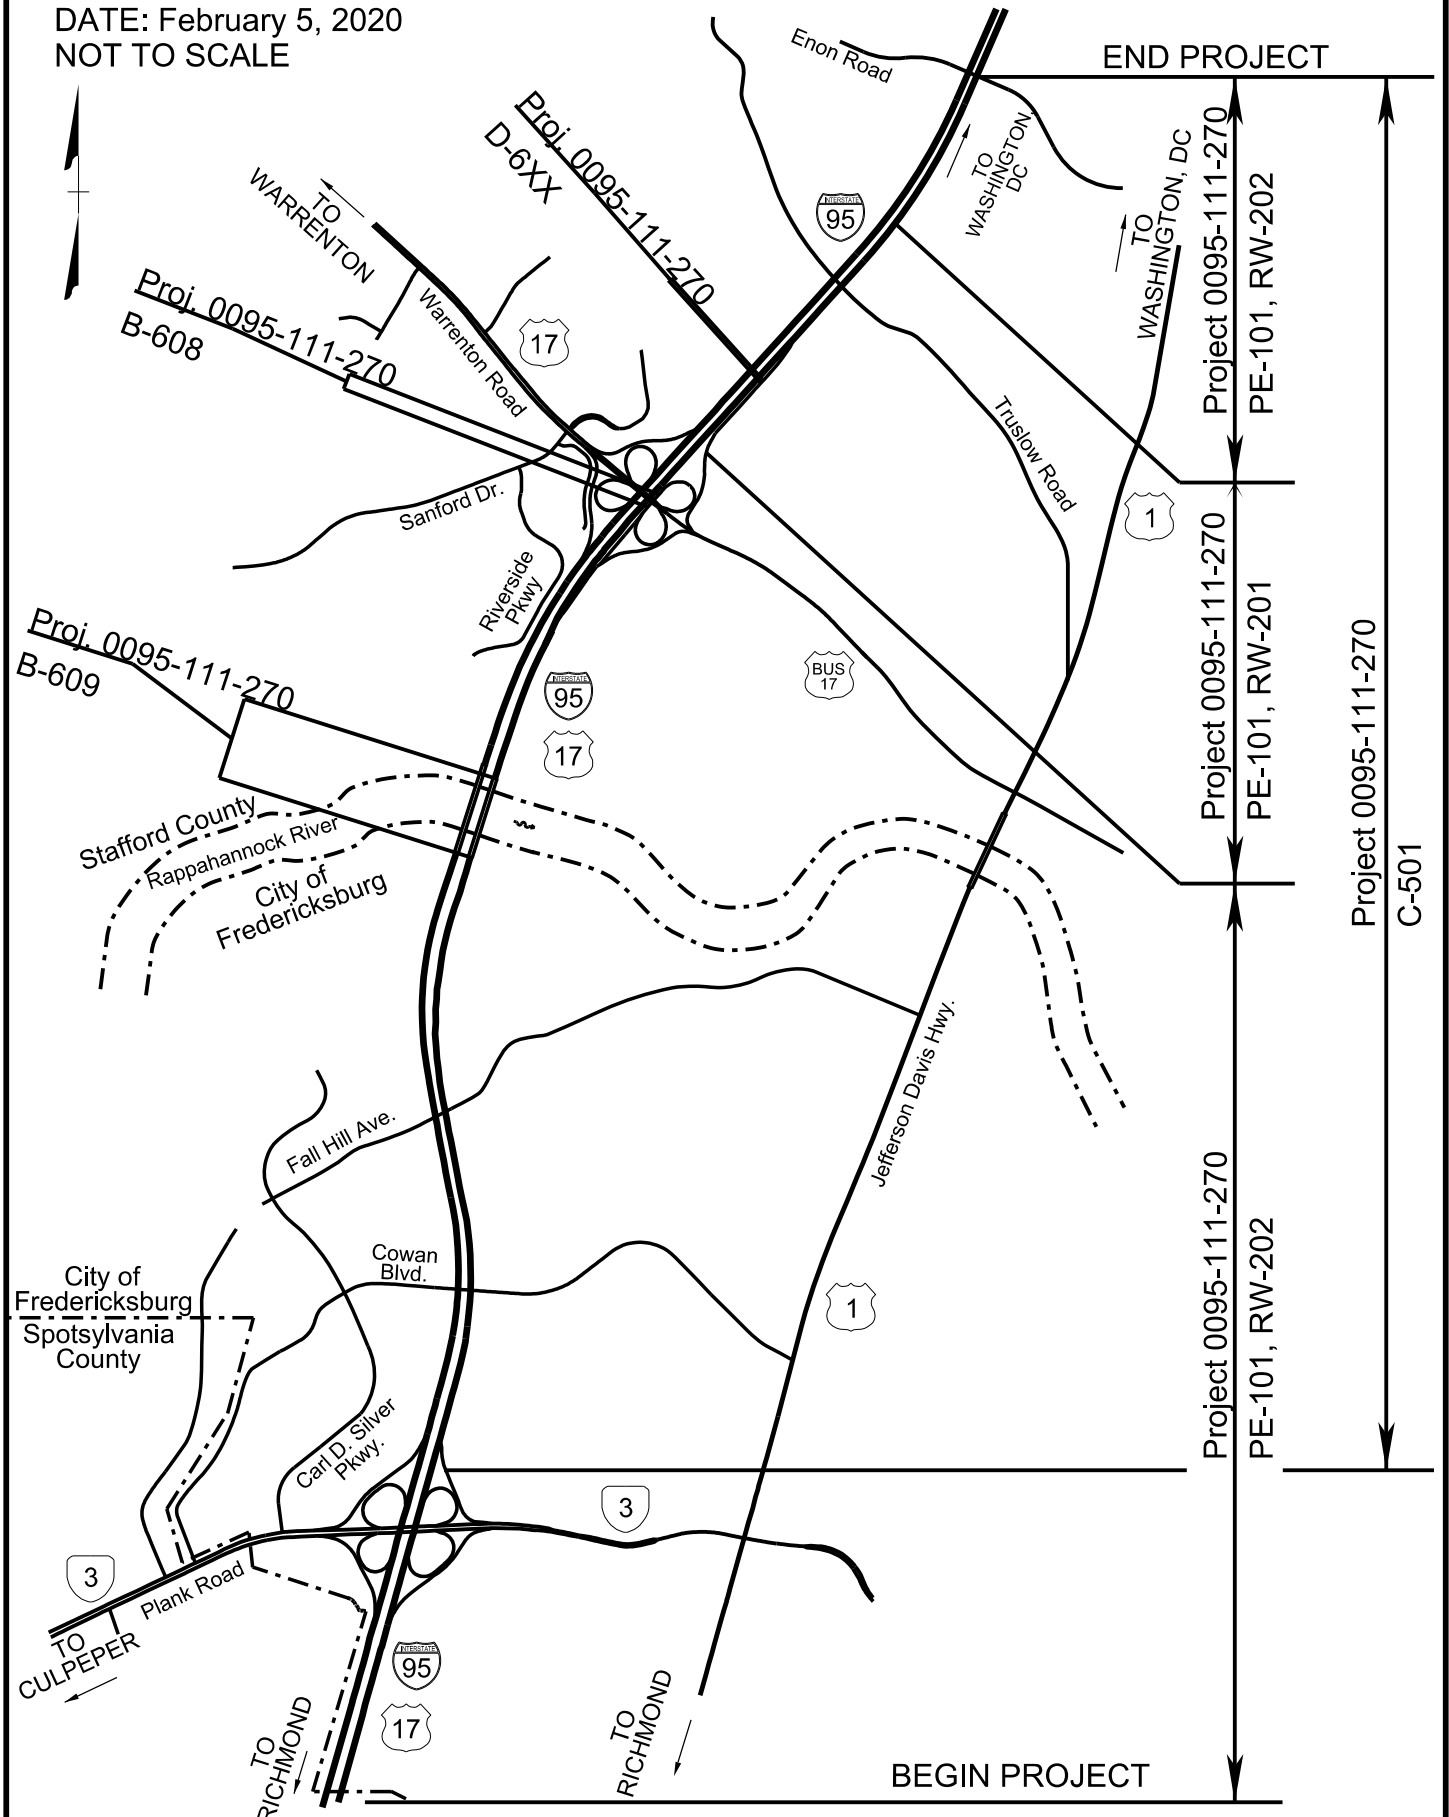 DATE: February 5, 2020
NOT TO SCALE
END PROJECT
Enon Road
Proj. 0095-111-270
D-6XX
TO
WASHINGTON,
DC
TO
WASHINGTON, DC
Project 0095-111-270
PE-101, RW-202
TO
WARRENTON
INTERSTATE
95
Proj. 0095-111-270
B-608
Warrenton Road
17
Truslow Road
Sanford Dr.
1
Riverside
Pkwy
Project 0095-111-270
PE-101, RW-201
Proj. 0095-111-270
B-609
INTERSTATE
95
17
BUS
17
Project 0095-111-270
C-501
Stafford County
Rappahannock River
City of
Fredericksburg
Jefferson Davis Hwy.
Fall Hill Ave.
Project 0095-111-270
PE-101, RW-202
Cowan
Blvd.
City of
Fredericksburg
Spotsylvania
County
1
Carl D. Silver
Pkwy.
3
3
Plank Road
TO
CULPEPER
INTERSTATE
95
17
TO
RICHMOND
TO
RICHMOND
BEGIN PROJECT